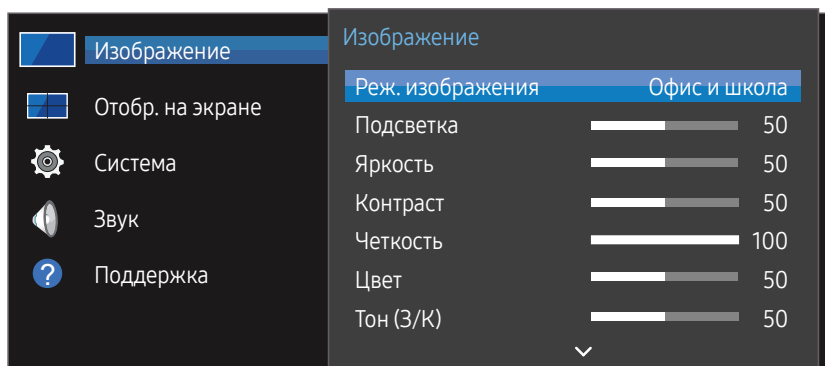 Изображение
Отобр. на экране
Система
Звук
? Поддержка
Изображение
Реж. изображения Офис и школа
Подсветка 50
Яркость 50
Контраст 50
Четкость 100
Цвет 50
Тон (З/К) 50